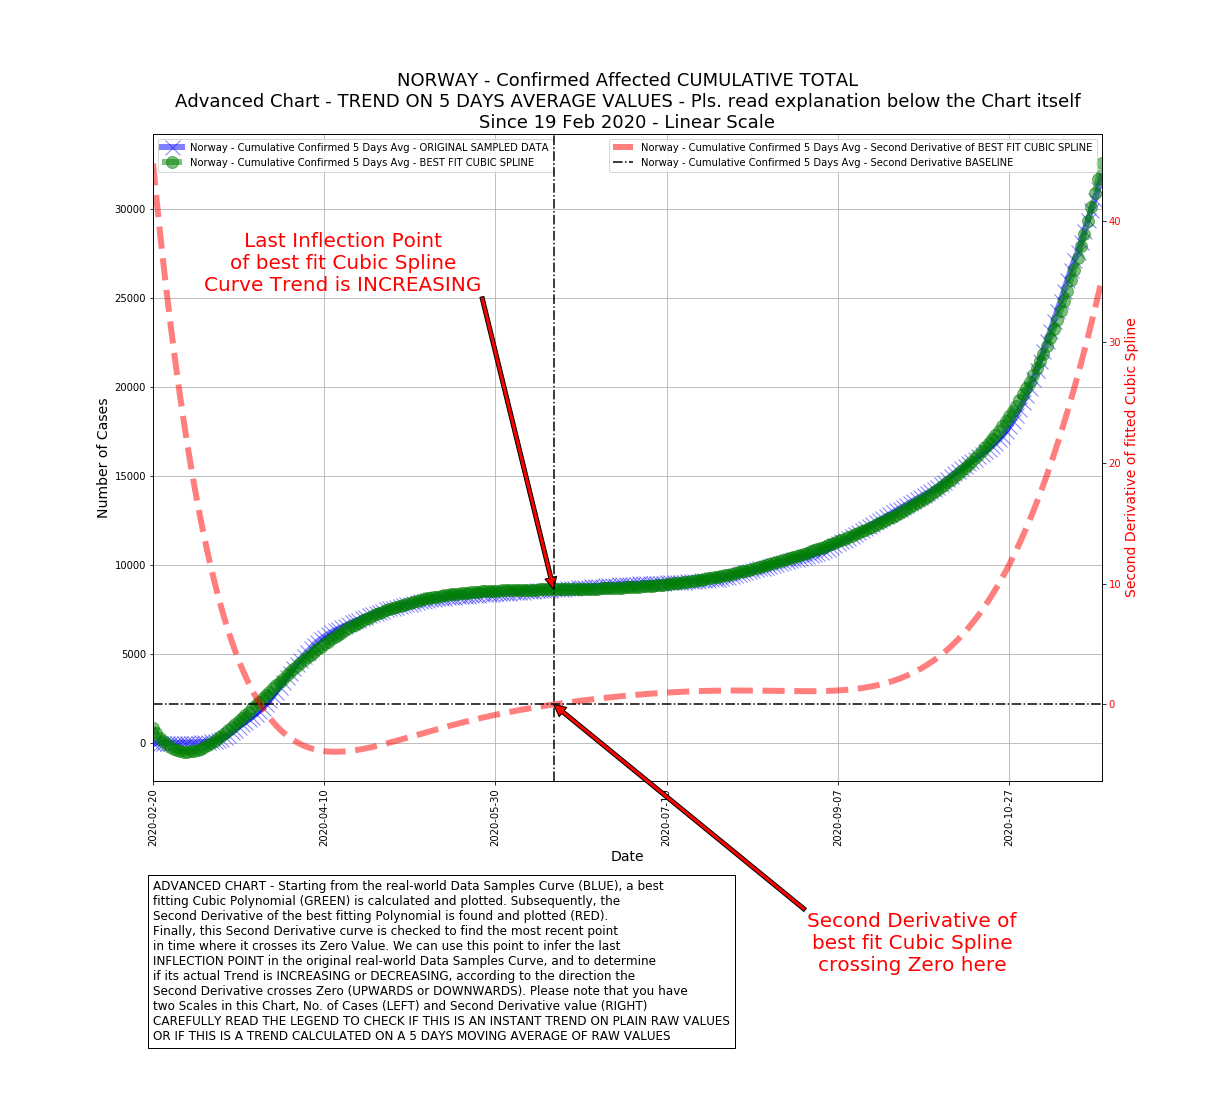 NORWAY - Confirmed Affected CUMULATIVE TOTAL
Advanced Chart - TREND ON 5 DAYS AVERAGE VALUES - Pls. read explanation below the Chart itself
Since 19 Feb 2020 - Linear Scale
Norway - Cumulative Confirmed 5 Days Avg - ORIGINAL SAMPLED DATA
Norway - Cumulative Confirmed 5 Days Avg - BEST FIT CUBIC SPLINE
Norway - Cumulative Confirmed 5 Days Avg - Second Derivative of BEST FIT CUBIC SPLINE
Norway - Cumulative Confirmed 5 Days Avg - Second Derivative BASELINE
Last Inflection Point
of best fit Cubic Spline
Curve Trend is INCREASING
Number of Cases
30000
25000
20000
15000
10000
5000
0
40
30
20
10
0
Second Derivative of fitted Cubic Spline
2020-02-20
2020-04-10
2020-05-30
2020-07-19
2020-09-07
2020-10-27
Date
Second Derivative of
best fit Cubic Spline
crossing Zero here
ADVANCED CHART - Starting from the real-world Data Samples Curve (BLUE), a best
fitting Cubic Polynomial (GREEN) is calculated and plotted. Subsequently, the
Second Derivative of the best fitting Polynomial is found and plotted (RED).
Finally, this Second Derivative curve is checked to find the most recent point
in time where it crosses its Zero Value. We can use this point to infer the last
INFLECTION POINT in the original real-world Data Samples Curve, and to determine
if its actual Trend is INCREASING or DECREASING, according to the direction the
Second Derivative crosses Zero (UPWARDS or DOWNWARDS). Please note that you have
two Scales in this Chart, No. of Cases (LEFT) and Second Derivative value (RIGHT)
CAREFULLY READ THE LEGEND TO CHECK IF THIS IS AN INSTANT TREND ON PLAIN RAW VALUES
OR IF THIS IS A TREND CALCULATED ON A 5 DAYS MOVING AVERAGE OF RAW VALUES